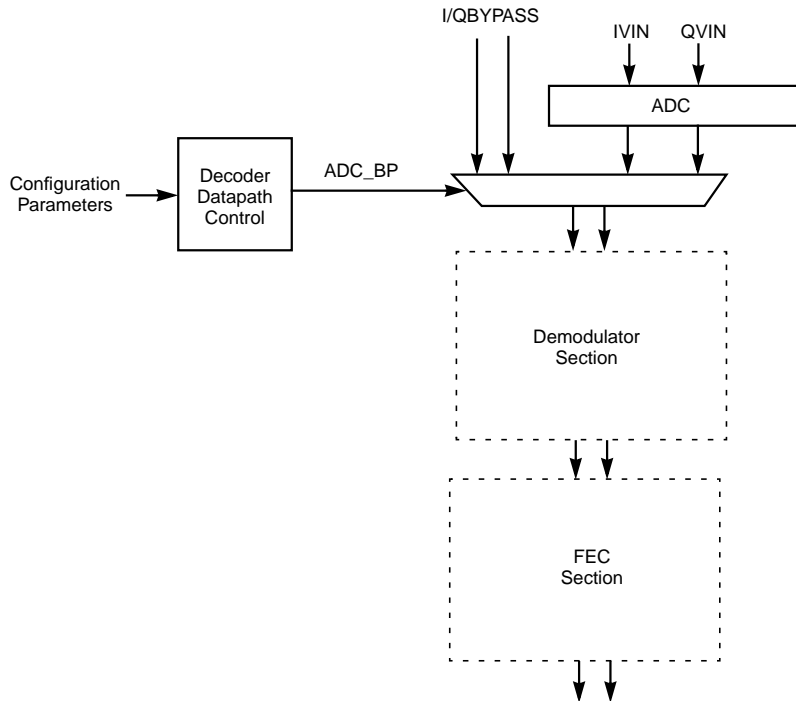 I/QBYPASS
IVIN
QVIN
ADC
Configuration
Parameters
Decoder
Datapath
Control
ADC_BP
Demodulator
Section
FEC
Section